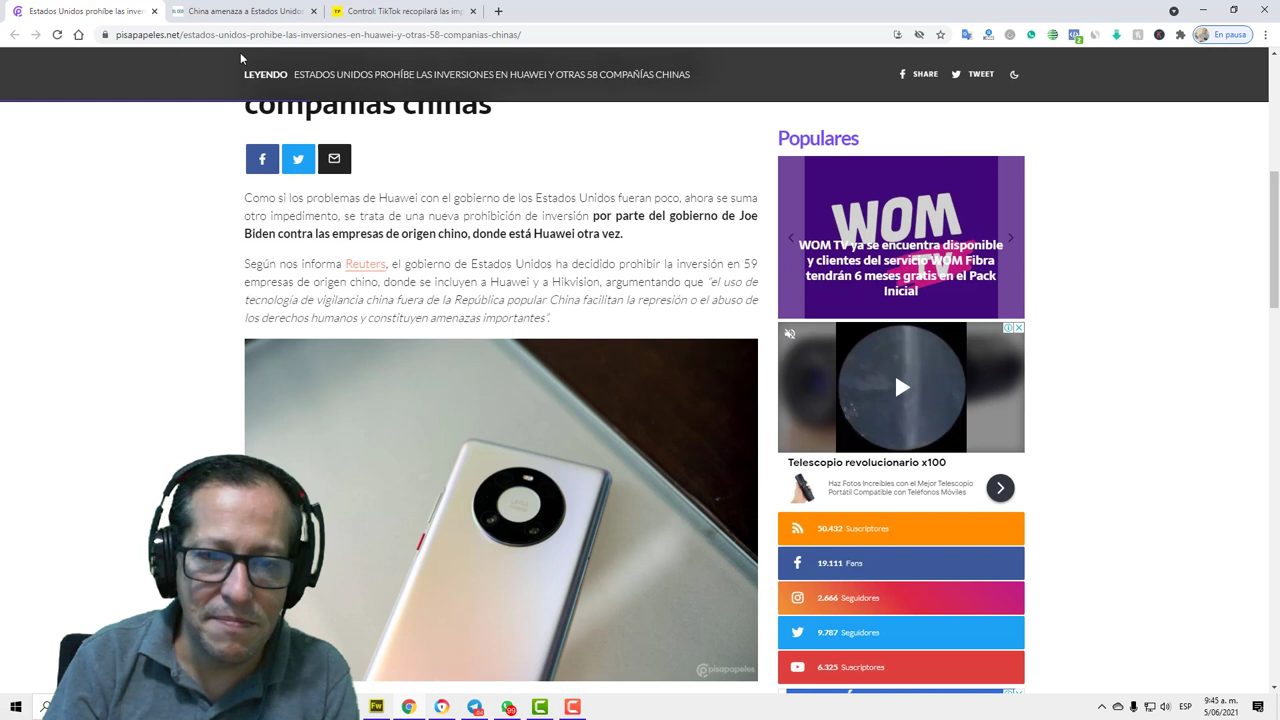 Estados Unidos prohíbe las inver
China amenaza a Estados Unidos
Control: Trump-Huawei y las imp
pisapapeles.net/estados-unidos-prohibe-las-inversiones-en-huawei-y-otras-58-companias-chinas/
En pausa
LEYENDO ESTADOS UNIDOS PROHÍBE LAS INVERSIONES EN HUAWEI Y OTRAS 58 COMPAÑÍAS CHINAS
SHARE TWEET
compañías chinas
Como si los problemas de Huawei con el gobierno de los Estados Unidos fueran poco, ahora se suma
otro impedimento, se trata de una nueva prohibición de inversión por parte del gobierno de Joe
Biden contra las empresas de origen chino, donde está Huawei otra vez.
Según nos informa Reuters, el gobierno de Estados Unidos ha decidido prohibir la inversión en 59
empresas de origen chino, donde se incluyen a Huawei y a Hikvision, argumentando que “el uso de
tecnología de vigilancia china fuera de la República popular China facilitan la represión o el abuso de
los derechos humanos y constituyen amenazas importantes”.
pisapapeles
Populares
WOM
TV
WOM TV ya se encuentra disponible
y clientes del servicio WOM Fibra
tendrán 6 meses gratis en el Pack
Inicial
Telescopio revolucionario x100
Haz Fotos Increíbles con el Mejor Telescopio
Portátil Compatible con Teléfonos Móviles
50.432 Suscriptores
19.111 Fans
2.666 Seguidores
9.787 Seguidores
6.325 Suscriptores
Fw
99
ESP
9:45 a. m.
5/06/2021